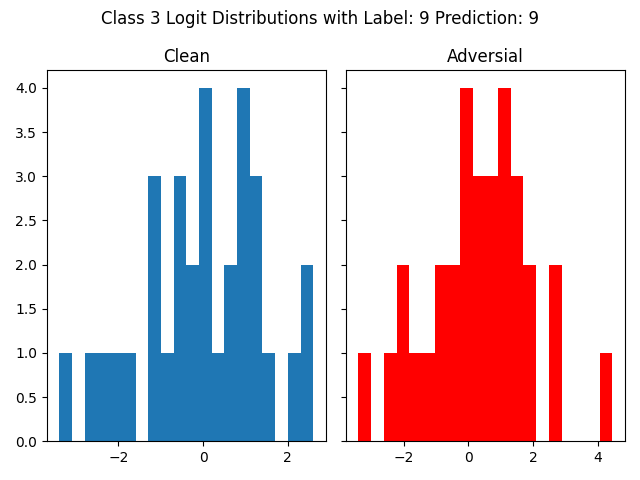 Class 3 Logit Distributions with Label: 9 Prediction: 9
Clean
Adversial
4.0
3.5
3.0
2.5
2.0
1.5
1.0
0.5
0.0
−2 0 2
−2 0 2 4